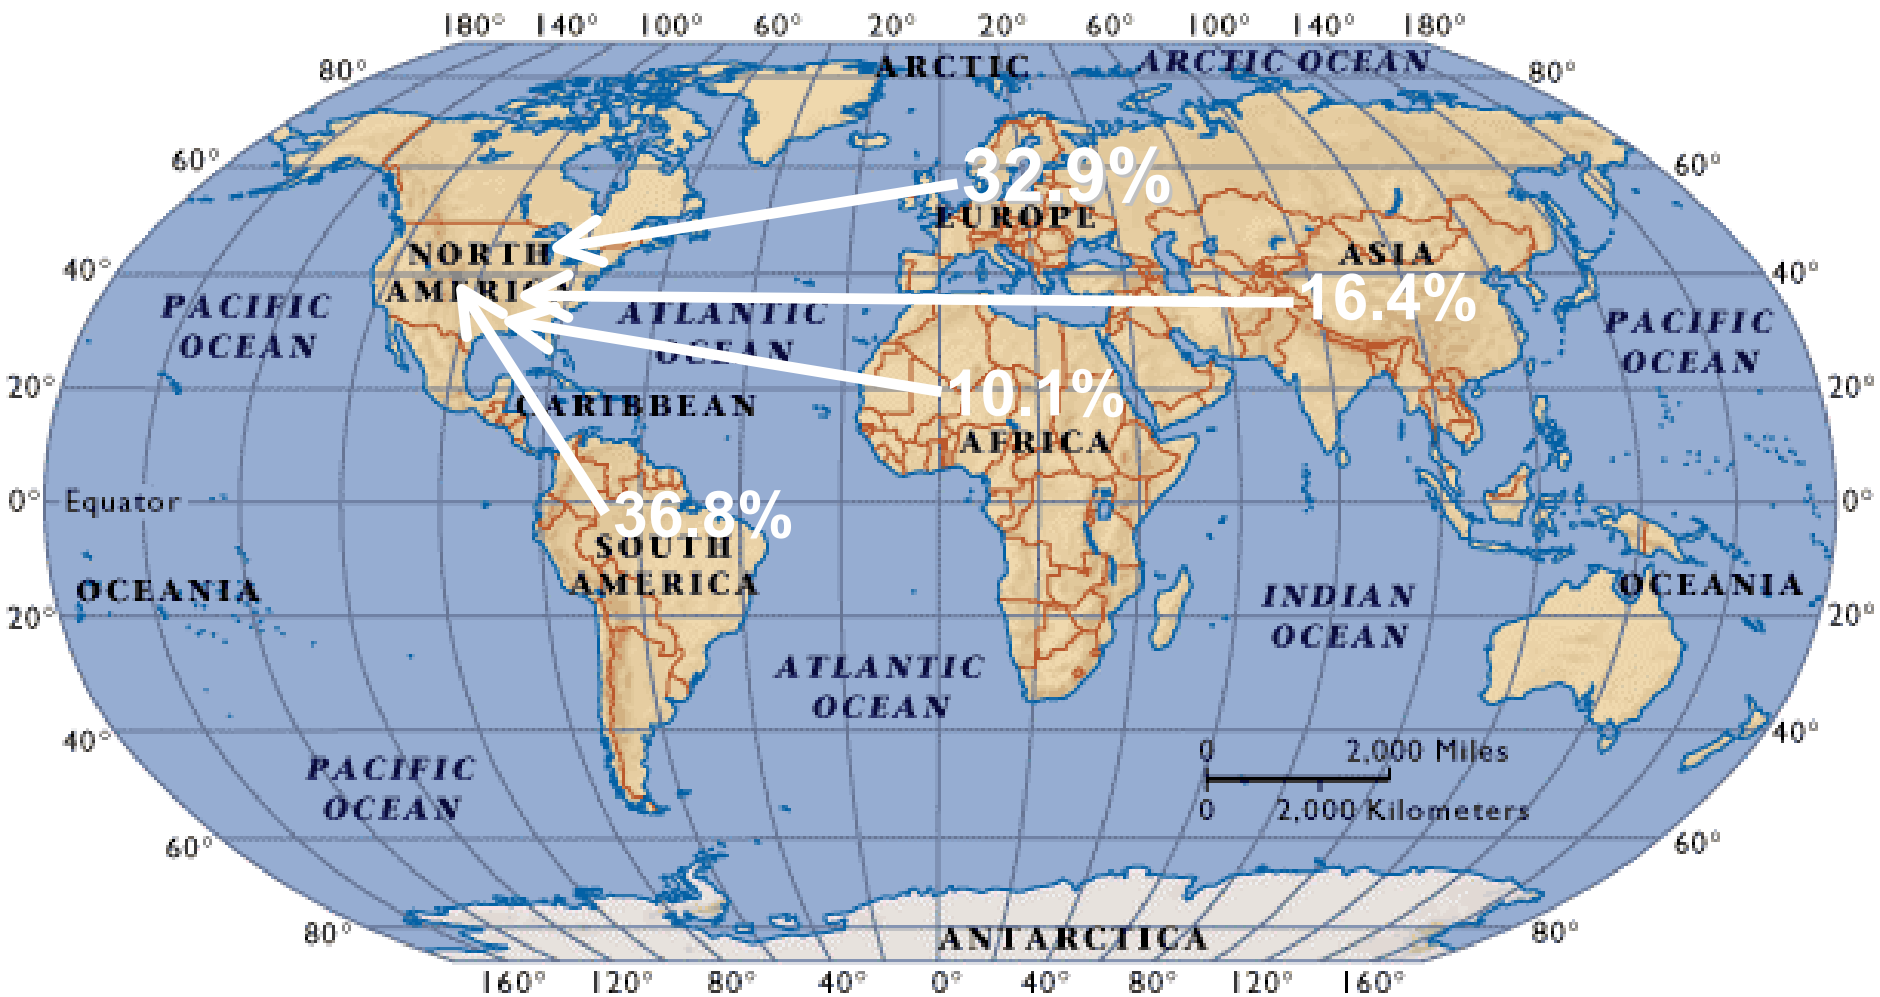 180° 140° 100° 60° 20° 20° 60° 100° 140° 180°
ARCTIC
ARCTIC OCEAN
80°
80°
60°
60°
32.9%
EUROPE
NORTH
AMERICA
ASIA
40°
40°
16.4%
PACIFIC
OCEAN
ATLANTIC
OCEAN
PACIFIC
OCEAN
20°
20°
10.1%
CARIBBEAN
AFRICA
0°
Equator
0°
36.8%
SOUTH
AMERICA
OCEANIA
OCEANIA
INDIAN
OCEAN
20°
20°
ATLANTIC
OCEAN
40°
40°
PACIFIC
OCEAN
0 2,000 Miles
0 2,000 Kilometers
60°
60°
80°
80°
ANTARCTICA
160° 120° 80° 40° 0° 40° 80° 120° 160°